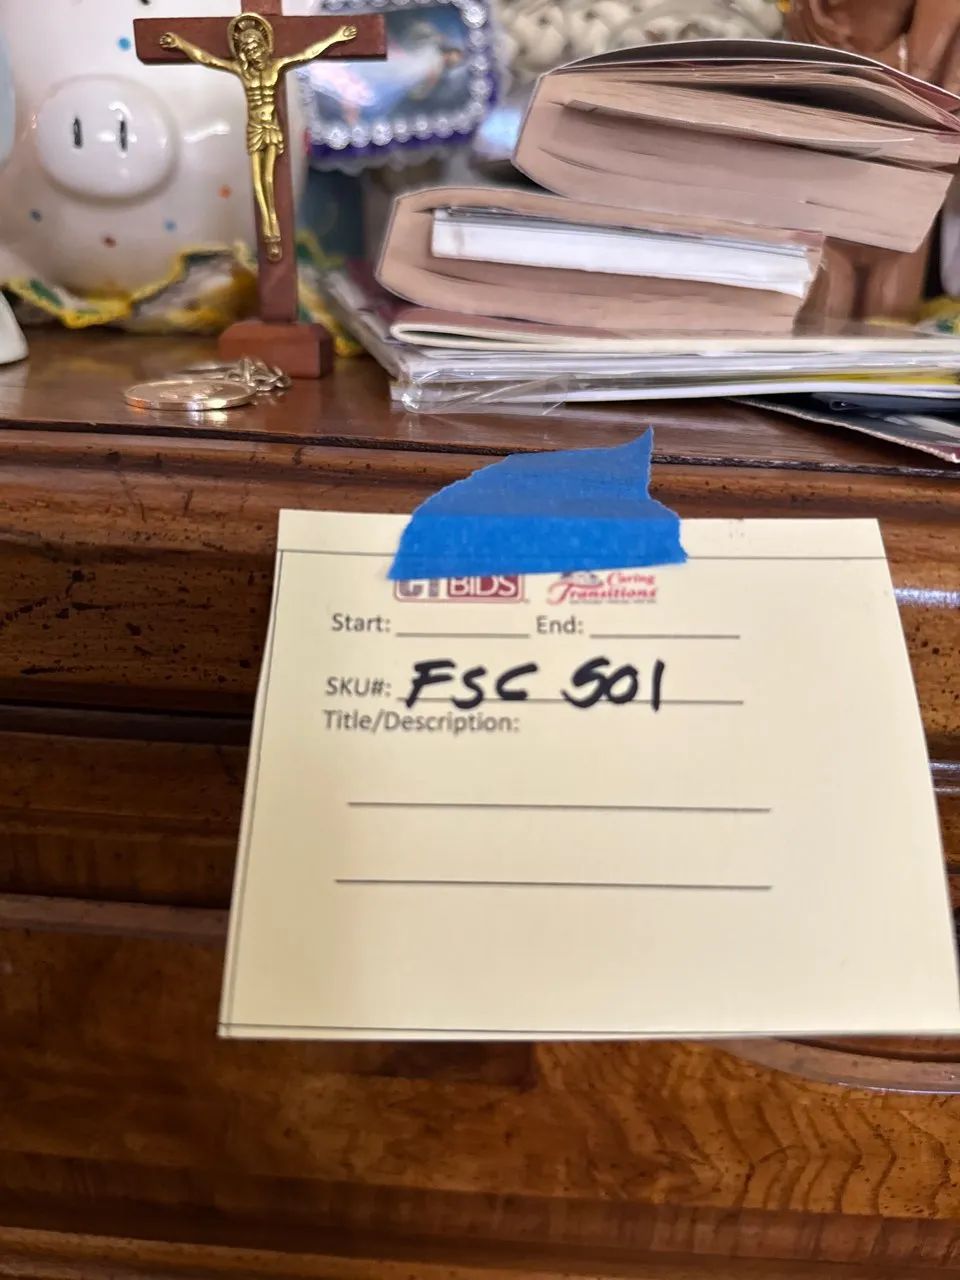 CTBIDS Caring Transitions
Start: End:
SKU#: FSC 501
Title/Description: